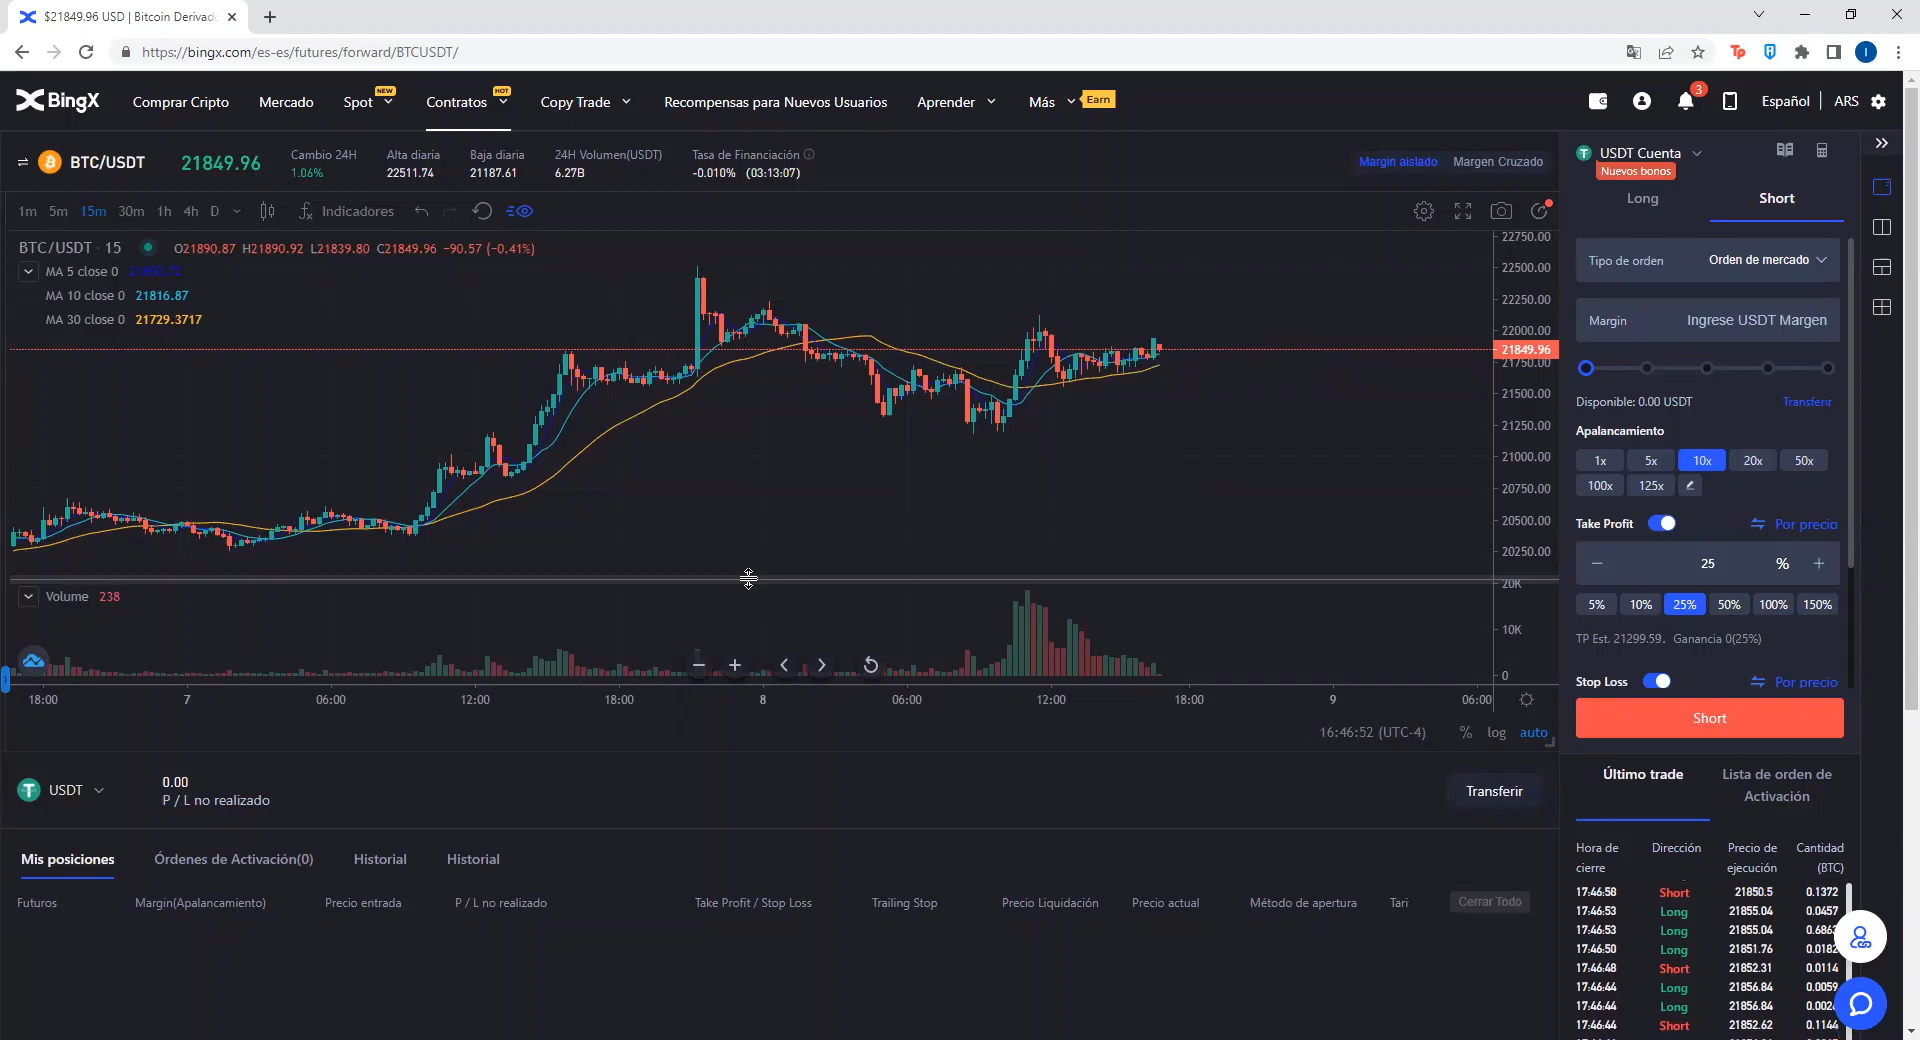 $21849.96 USD | Bitcoin Derivado
https://bingx.com/es-es/futures/forward/BTCUSDT/
Tp
I
BingX
Comprar Cripto
Mercado
Spot
NEW
Contratos
HOT
Copy Trade
Recompensas para Nuevos Usuarios
Aprender
Más
Earn
3
Español
ARS
BTC/USDT
21849.96
Cambio 24H
1.06%
Alta diaria
22511.74
Baja diaria
21187.61
24H Volumen(USDT)
6.27B
Tasa de Financiación
-0.010% (03:13:07)
Margin aislado
Margen Cruzado
1m 5m 15m 30m 1h 4h D
Indicadores
BTC/USDT · 15
O21890.87 H21890.92 L21839.80 C21849.96 −90.57 (−0.41%)
MA 5 close 0
MA 10 close 0 21816.87
MA 30 close 0 21729.3717
22750.00
22500.00
22250.00
22000.00
21849.96
21750.00
21500.00
21250.00
21000.00
20750.00
20500.00
20250.00
Volume 238
20K
10K
0
18:00 7 06:00 12:00 18:00 8 06:00 12:00 18:00 9 06:00
16:46:52 (UTC-4) % log auto
USDT
0.00
P / L no realizado
Transferir
Mis posiciones
Órdenes de Activación(0)
Historial
Historial
Futuros
Margin(Apalancamiento)
Precio entrada
P / L no realizado
Take Profit / Stop Loss
Trailing Stop
Precio Liquidación
Precio actual
Método de apertura
Tari
Cerrar Todo
USDT Cuenta
Nuevos bonos
Long
Short
Tipo de orden
Orden de mercado
Margin
Ingrese USDT Margen
Disponible: 0.00 USDT
Transferir
Apalancamiento
1x 5x 10x 20x 50x
100x 125x
Take Profit
Por precio
− 25 % +
5% 10% 25% 50% 100% 150%
TP Est. 21299.59, Ganancia 0(25%)
Stop Loss
Por precio
Short
Último trade
Lista de orden de
Activación
Hora de
cierre
Dirección
Precio de
ejecución
Cantidad
(BTC)
17:46:58 Short 21850.5 0.1372
17:46:53 Long 21855.04 0.0457
17:46:53 Long 21855.04 0.686
17:46:50 Long 21851.76 0.0182
17:46:48 Short 21852.31 0.0114
17:46:44 Long 21856.84 0.0059
17:46:44 Long 21856.84 0.002
17:46:44 Short 21852.62 0.1144